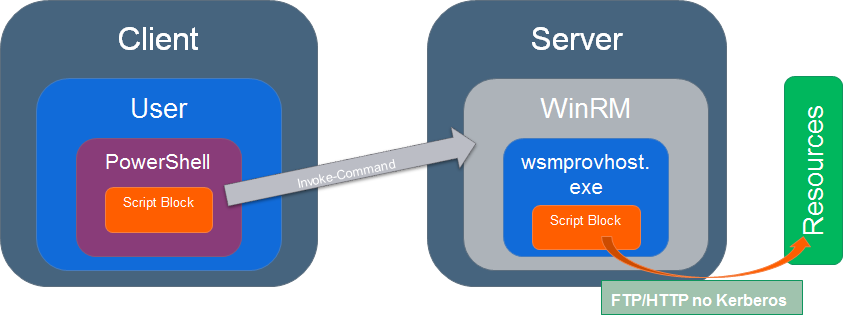 Client
User
PowerShell
Script Block
Invoke-Command
Server
WinRM
wsmprovhost.
exe
Script Block
Resources
FTP/HTTP no Kerberos